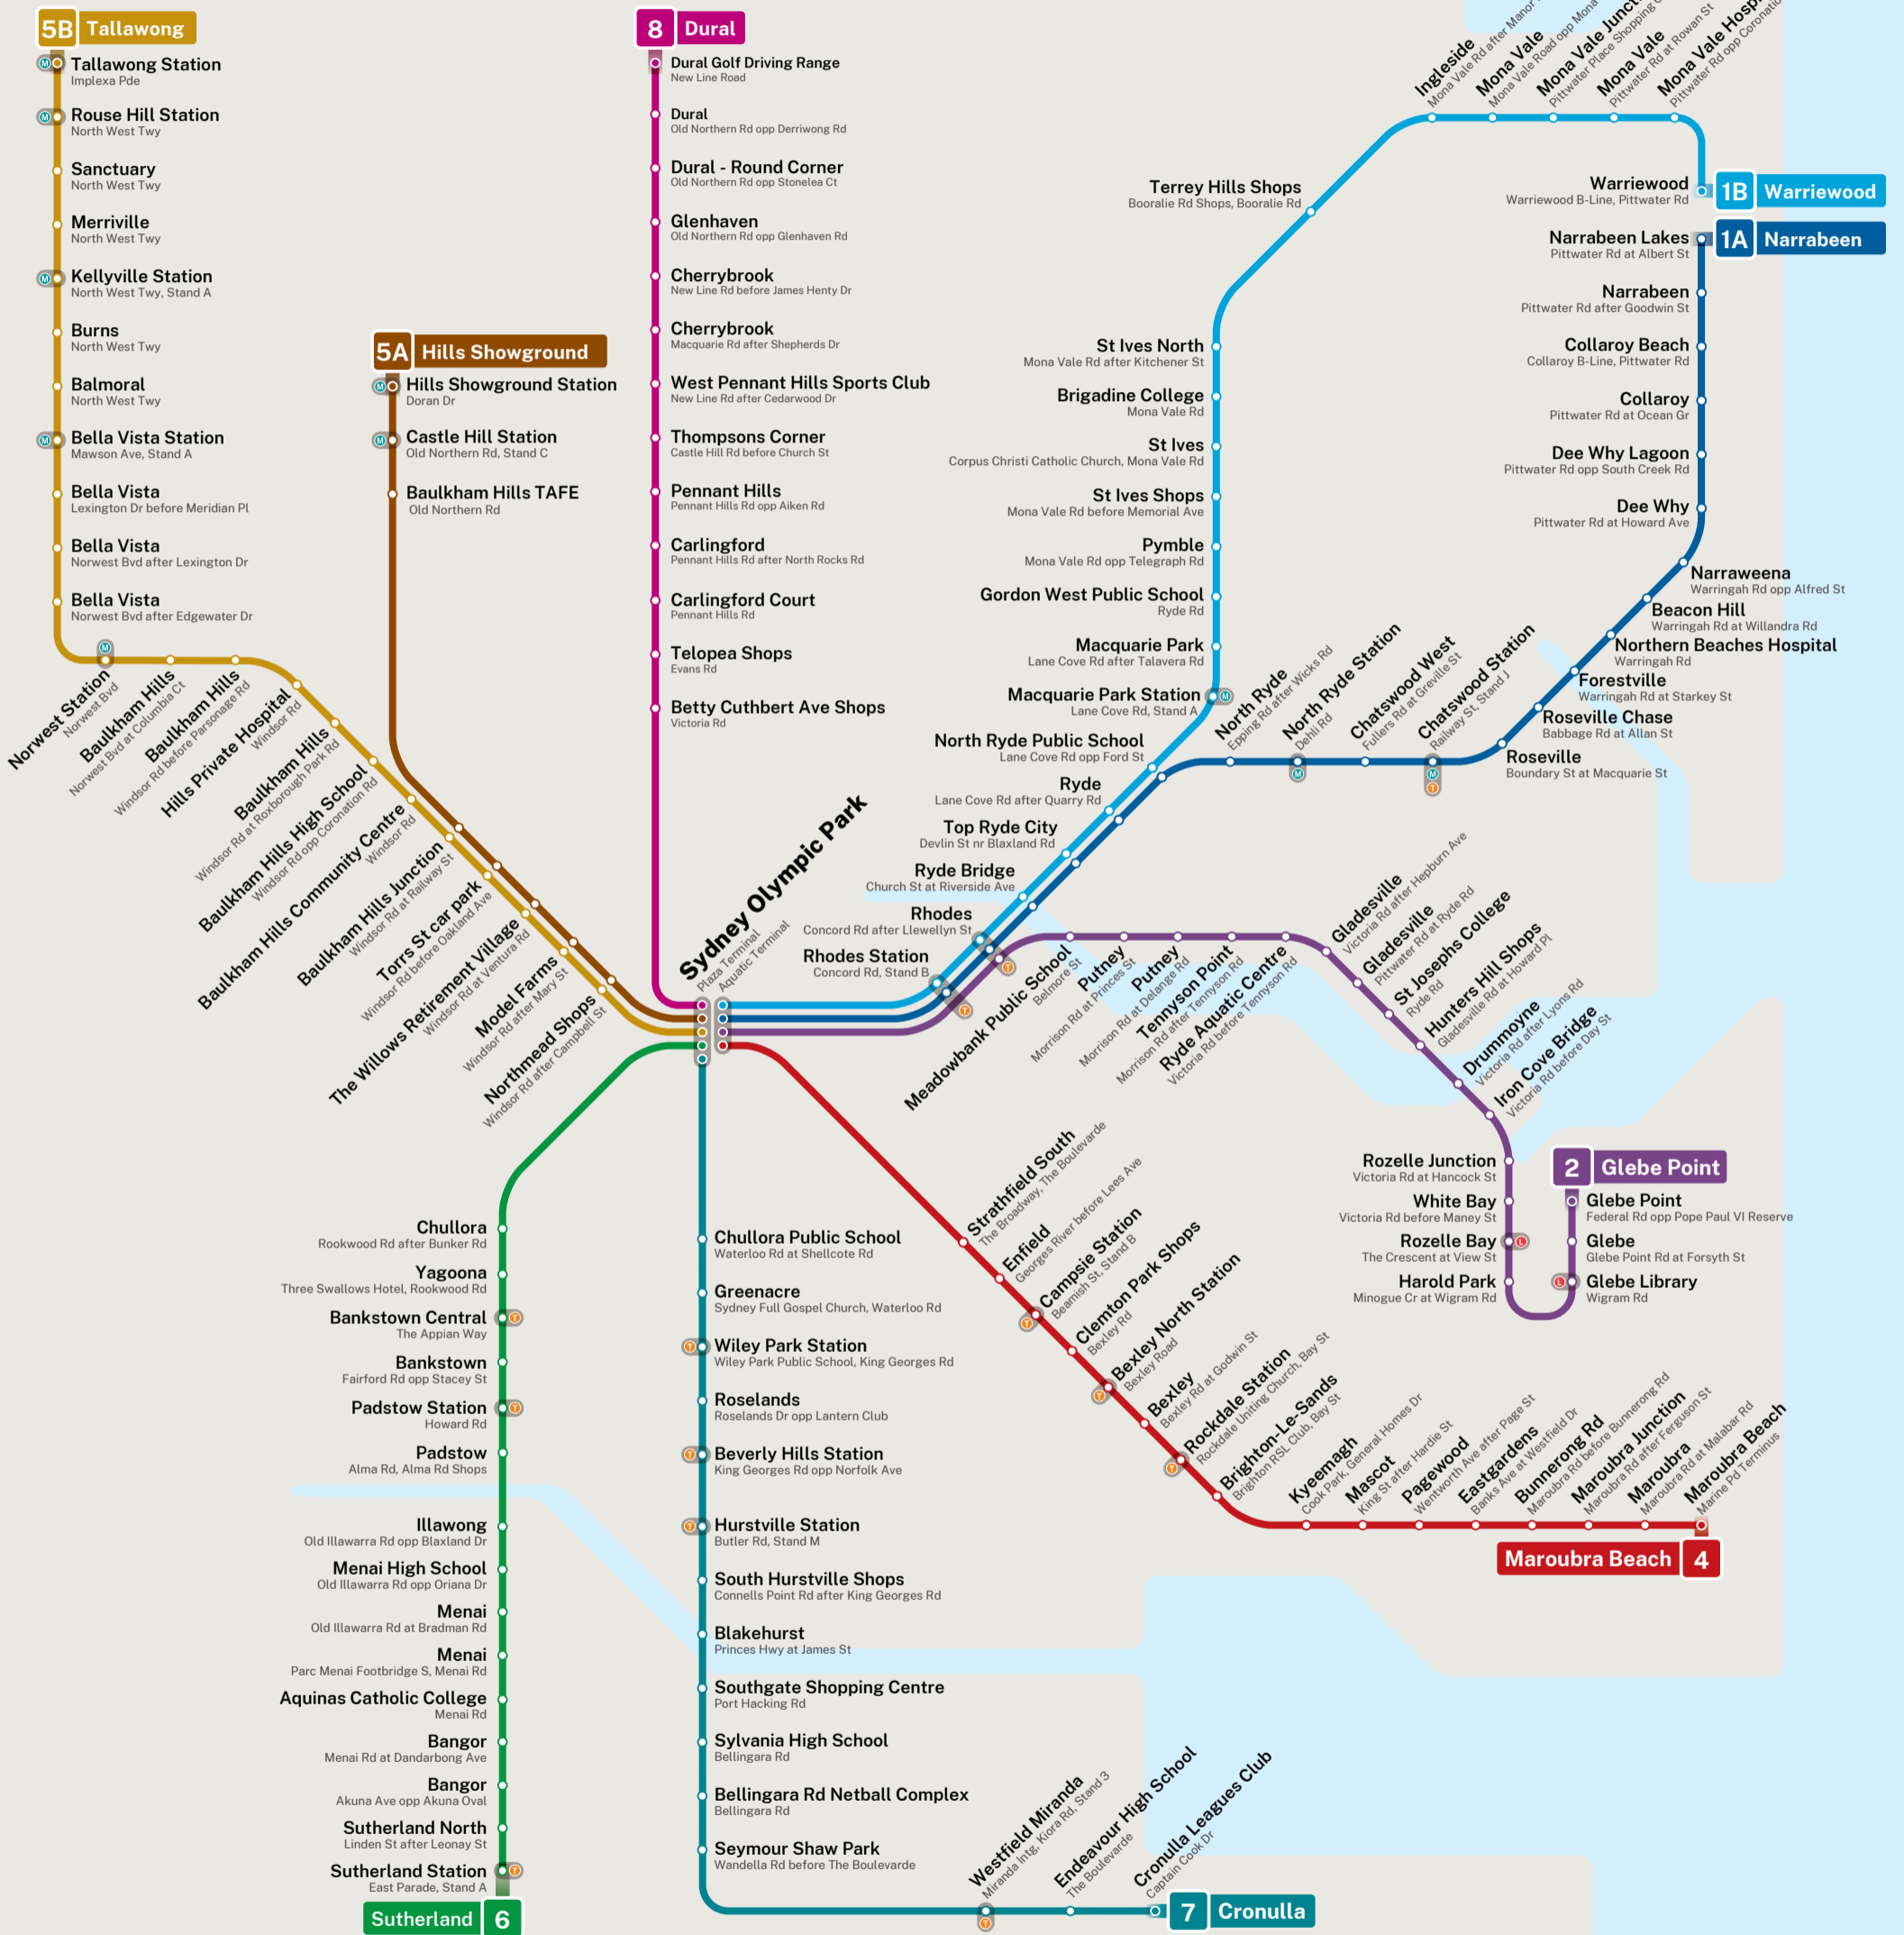 5B Tallawong
Tallawong Station
Implexa Pde
Rouse Hill Station
North West Twy
Sanctuary
North West Twy
Merriville
North West Twy
Kellyville Station
North West Twy, Stand A
Burns
North West Twy
Balmoral
North West Twy
Bella Vista Station
Mawson Ave, Stand A
Bella Vista
Lexington Dr before Meridian Pl
Bella Vista
Norwest Bvd after Lexington Dr
Bella Vista
Norwest Bvd after Edgewater Dr
Norwest Station
Norwest Bvd
Baulkham Hills
Norwest Bvd at Columbia Ct
Baulkham Hills
Windsor Rd before Parsonage Rd
Hills Private Hospital
Windsor Rd
Baulkham Hills
Windsor Rd at Roxborough Park Rd
Baulkham Hills High School
Windsor Rd opp Coronation Rd
Baulkham Hills Community Centre
Windsor Rd
Baulkham Hills Junction
Windsor Rd at Railway St
Torrs St car park
Windsor Rd before Oakland Ave
The Willows Retirement Village
Windsor Rd at Ventura Rd
Model Farms
Windsor Rd after Mary St
Northmead Shops
Windsor Rd after Campbell St
5A Hills Showground
Hills Showground Station
Doran Dr
Castle Hill Station
Old Northern Rd, Stand C
Baulkham Hills TAFE
Old Northern Rd
8 Dural
Dural Golf Driving Range
New Line Road
Dural
Old Northern Rd opp Derriwong Rd
Dural - Round Corner
Old Northern Rd opp Stonelea Ct
Glenhaven
Old Northern Rd opp Glenhaven Rd
Cherrybrook
New Line Rd before James Henty Dr
Cherrybrook
Macquarie Rd after Shepherds Dr
West Pennant Hills Sports Club
New Line Rd after Cedarwood Dr
Thompsons Corner
Castle Hill Rd before Church St
Pennant Hills
Pennant Hills Rd opp Aiken Rd
Carlingford
Pennant Hills Rd after North Rocks Rd
Carlingford Court
Pennant Hills Rd
Telopea Shops
Evans Rd
Betty Cuthbert Ave Shops
Victoria Rd
Sydney Olympic Park
Plaza Terminal
Aquatic Terminal
Ingleside
Mona Vale Rd after Manor
Mona Vale
Mona Vale Road opp Mona
Mona Vale Juncti
Pittwater Place Shopping
Mona Vale
Pittwater Rd at Rowan St
Mona Vale Hospi
Pittwater Rd opp Coronatio
Warriewood
Warriewood B-Line, Pittwater Rd
1B Warriewood
Terrey Hills Shops
Booralie Rd Shops, Booralie Rd
St Ives North
Mona Vale Rd after Kitchener St
Brigadine College
Mona Vale Rd
St Ives
Corpus Christi Catholic Church, Mona Vale Rd
St Ives Shops
Mona Vale Rd before Memorial Ave
Pymble
Mona Vale Rd opp Telegraph Rd
Gordon West Public School
Ryde Rd
Macquarie Park
Lane Cove Rd after Talavera Rd
Macquarie Park Station
Lane Cove Rd, Stand A
North Ryde Public School
Lane Cove Rd opp Ford St
Ryde
Lane Cove Rd after Quarry Rd
Top Ryde City
Devlin St nr Blaxland Rd
Ryde Bridge
Church St at Riverside Ave
Rhodes
Concord Rd after Llewellyn St
Rhodes Station
Concord Rd, Stand B
1A Narrabeen
Narrabeen Lakes
Pittwater Rd at Albert St
Narrabeen
Pittwater Rd after Goodwin St
Collaroy Beach
Collaroy B-Line, Pittwater Rd
Collaroy
Pittwater Rd at Ocean Gr
Dee Why Lagoon
Pittwater Rd opp South Creek Rd
Dee Why
Pittwater Rd at Howard Ave
Narraweena
Warringah Rd opp Alfred St
Beacon Hill
Warringah Rd at Willandra Rd
Northern Beaches Hospital
Warringah Rd
Forestville
Warringah Rd at Starkey St
Roseville Chase
Babbage Rd at Allan St
Roseville
Boundary St at Macquarie St
Chatswood Station
Railway St, Stand J
Chatswood West
Fullers Rd at Greville St
North Ryde Station
Dehli Rd
North Ryde
Epping Rd after Wicks Rd
Meadowbank Public School
Belmore St
Putney
Morrison Rd at Princes St
Putney
Morrison Rd at Delange Rd
Tennyson Point
Morrison Rd after Tennyson Rd
Ryde Aquatic Centre
Victoria Rd before Tennyson Rd
Gladesville
Victoria Rd after Hepburn Ave
Gladesville
Pittwater Rd at Ryde Rd
St Josephs College
Ryde Rd
Hunters Hill Shops
Gladesville Rd at Howard Pl
Drummoyne
Victoria Rd after Lyons Rd
Iron Cove Bridge
Victoria Rd before Day St
Rozelle Junction
Victoria Rd at Hancock St
White Bay
Victoria Rd before Maney St
Rozelle Bay
The Crescent at View St
Harold Park
Minogue Cr at Wigram Rd
2 Glebe Point
Glebe Point
Federal Rd opp Pope Paul VI Reserve
Glebe
Glebe Point Rd at Forsyth St
Glebe Library
Wigram Rd
Strathfield South
The Broadway, The Boulevarde
Enfield
Georges River before Lees Ave
Campsie Station
Beamish St, Stand B
Clemton Park Shops
Bexley Rd
Bexley North Station
Bexley Road
Bexley
Bexley Rd at Godwin St
Rockdale Station
Rockdale Uniting Church, Bay St
Brighton-Le-Sands
Brighton RSL Club, Bay St
Kyeemagh
Cook Park, General Homes Dr
Mascot
King St after Hardie St
Pagewood
Wentworth Ave after Page St
Eastgardens
Banks Ave at Westfield Dr
Bunnerong Rd
Maroubra Rd before Bunnerong Rd
Maroubra Junction
Maroubra Rd after Ferguson St
Maroubra
Maroubra Rd at Malabar Rd
Maroubra Beach
Marine Pd Terminus
Maroubra Beach 4
Chullora
Rookwood Rd after Bunker Rd
Yagoona
Three Swallows Hotel, Rookwood Rd
Bankstown Central
The Appian Way
Bankstown
Fairford Rd opp Stacey St
Padstow Station
Howard Rd
Padstow
Alma Rd, Alma Rd Shops
Illawong
Old Illawarra Rd opp Blaxland Dr
Menai High School
Old Illawarra Rd opp Oriana Dr
Menai
Old Illawarra Rd at Bradman Rd
Menai
Parc Menai Footbridge S, Menai Rd
Aquinas Catholic College
Menai Rd
Bangor
Menai Rd at Dandarbong Ave
Bangor
Akuna Ave opp Akuna Oval
Sutherland North
Linden St after Leonay St
Sutherland Station
East Parade, Stand A
Sutherland 6
Chullora Public School
Waterloo Rd at Shellcote Rd
Greenacre
Sydney Full Gospel Church, Waterloo Rd
Wiley Park Station
Wiley Park Public School, King Georges Rd
Roselands
Roselands Dr opp Lantern Club
Beverly Hills Station
King Georges Rd opp Norfolk Ave
Hurstville Station
Butler Rd, Stand M
South Hurstville Shops
Connells Point Rd after King Georges Rd
Blakehurst
Princes Hwy at James St
Southgate Shopping Centre
Port Hacking Rd
Sylvania High School
Bellingara Rd
Bellingara Rd Netball Complex
Bellingara Rd
Seymour Shaw Park
Wandella Rd before The Boulevarde
Westfield Miranda
Miranda Intg, Kiora Rd, Stand 3
Endeavour High School
The Boulevarde
Cronulla Leagues Club
Captain Cook Dr
7 Cronulla